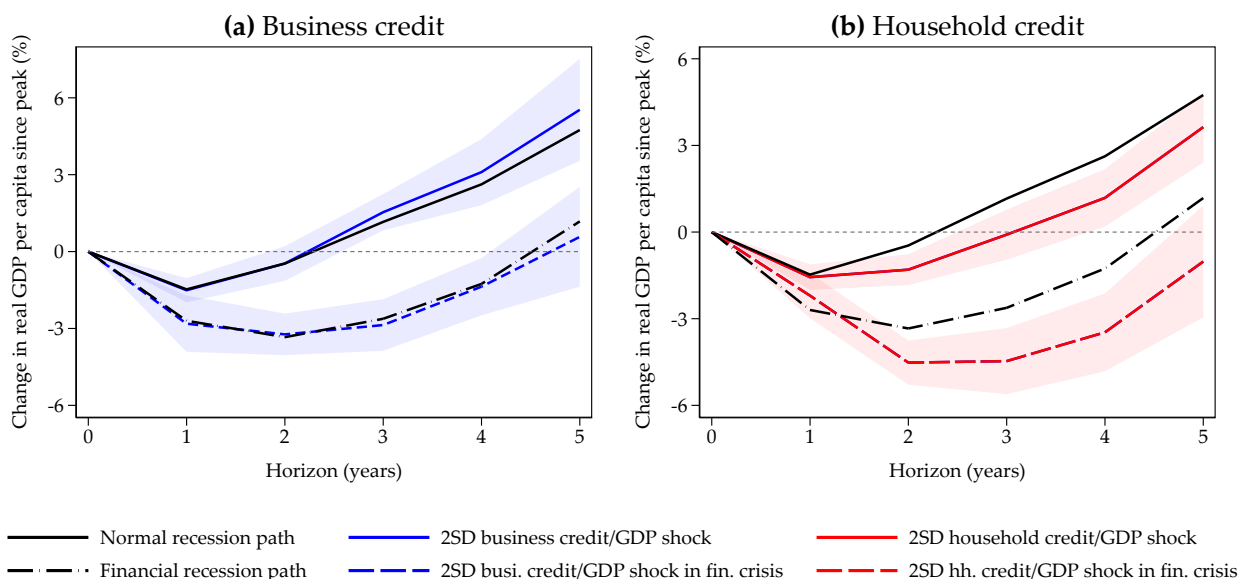 (a) Business credit
Change in real GDP per capita since peak (%)
6
3
0
-3
-6
0 1 2 3 4 5
Horizon (years)
(b) Household credit
Change in real GDP per capita since peak (%)
6
3
0
-3
-6
0 1 2 3 4 5
Horizon (years)
Normal recession path
2SD business credit/GDP shock
2SD household credit/GDP shock
Financial recession path
2SD busi. credit/GDP shock in fin. crisis
2SD hh. credit/GDP shock in fin. crisis